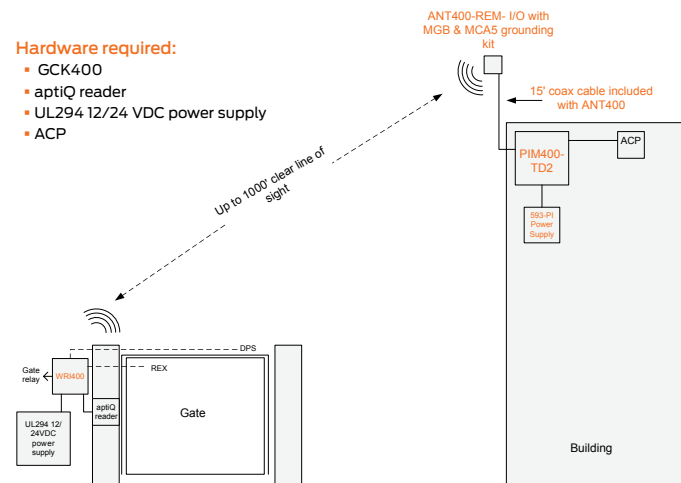 Hardware required:
GCK400
aptiQ reader
UL294 12/24 VDC power supply
ACP
ANT400-REM- I/O with
MGB & MCA5 grounding
kit
15' coax cable included
with ANT400
PIM400-
TD2
ACP
593-PI
Power
Supply
Up to 1000' clear line of
sight
DPS
REX
Gate
relay
WRI400
aptiQ
reader
Gate
UL294 12/
24VDC
power
supply
Building